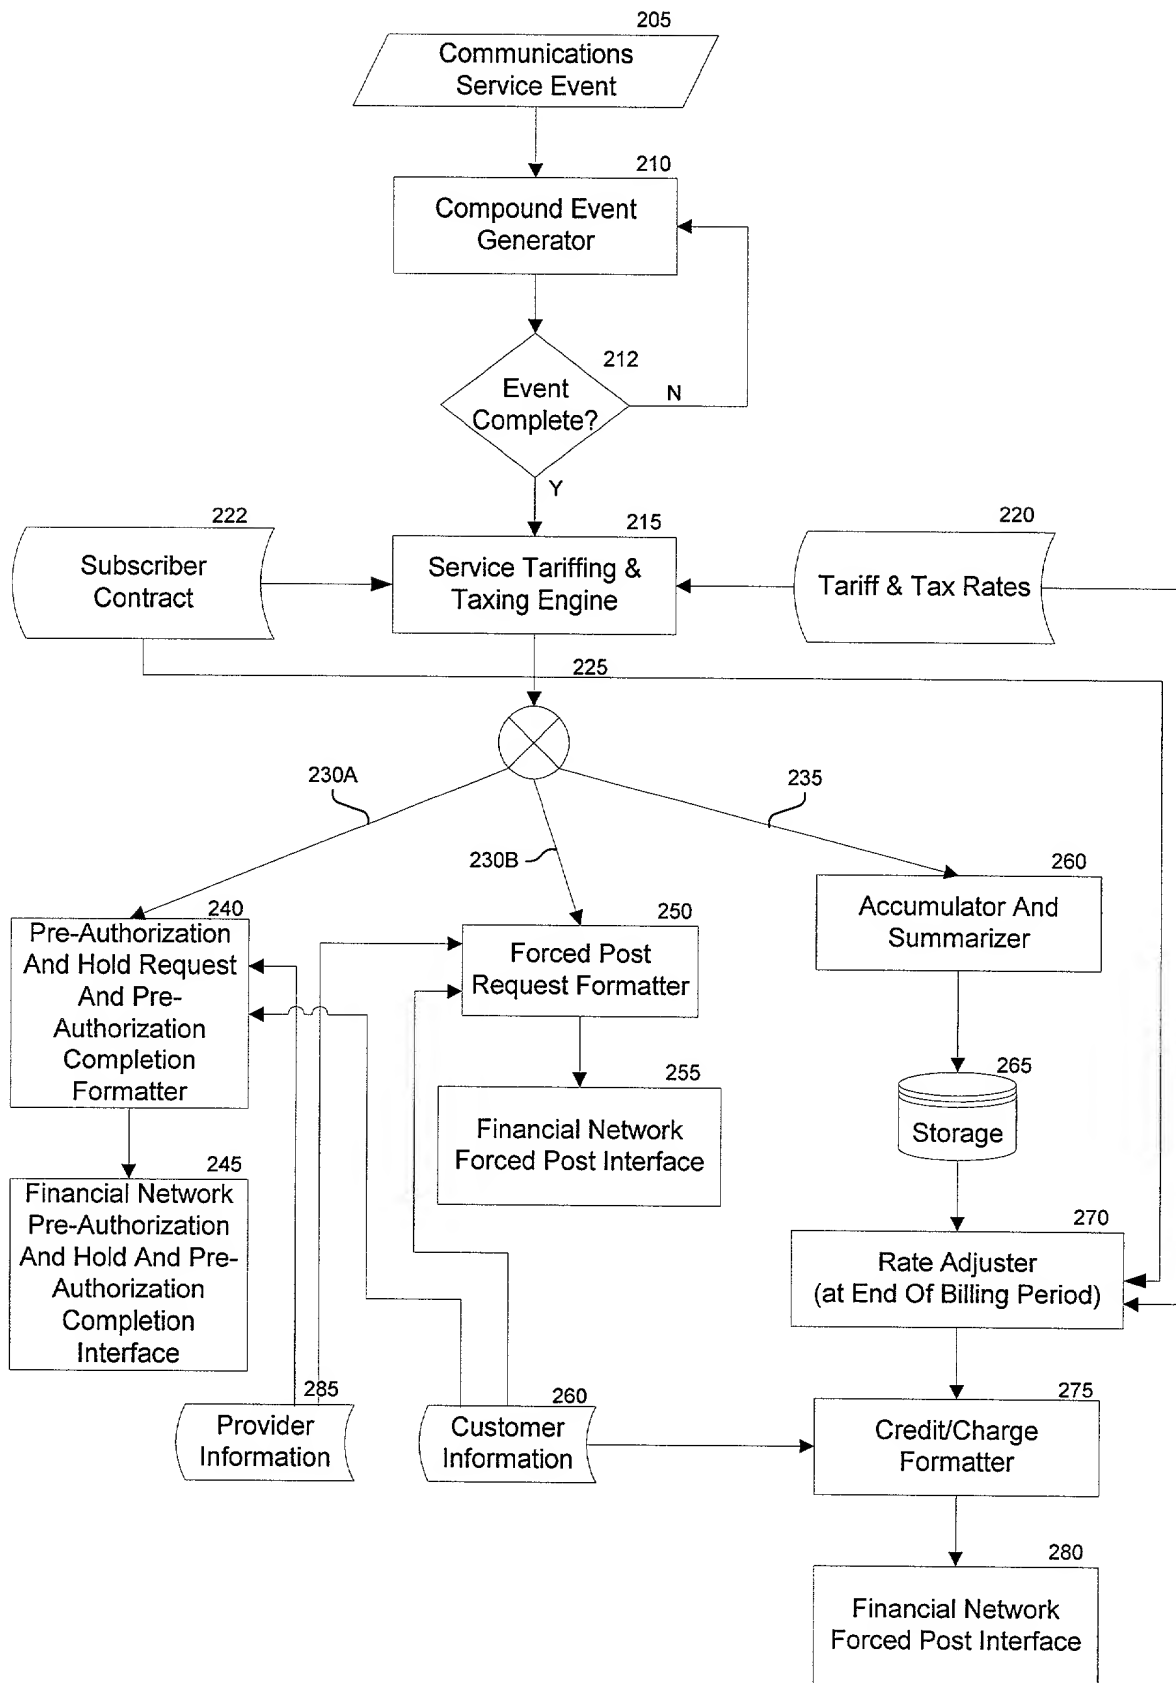 205
Communications
Service Event
210
Compound Event
Generator
212
Event
Complete?
N
Y
222
Subscriber
Contract
215
Service Tariffing &
Taxing Engine
220
Tariff & Tax Rates
225
230A
230B
235
240
Pre-Authorization
And Hold Request
And Pre-
Authorization
Completion
Formatter
250
Forced Post
Request Formatter
260
Accumulator And
Summarizer
245
Financial Network
Pre-Authorization
And Hold And Pre-
Authorization
Completion
Interface
255
Financial Network
Forced Post Interface
265
Storage
270
Rate Adjuster
(at End Of Billing Period)
285
Provider
Information
260
Customer
Information
275
Credit/Charge
Formatter
280
Financial Network
Forced Post Interface